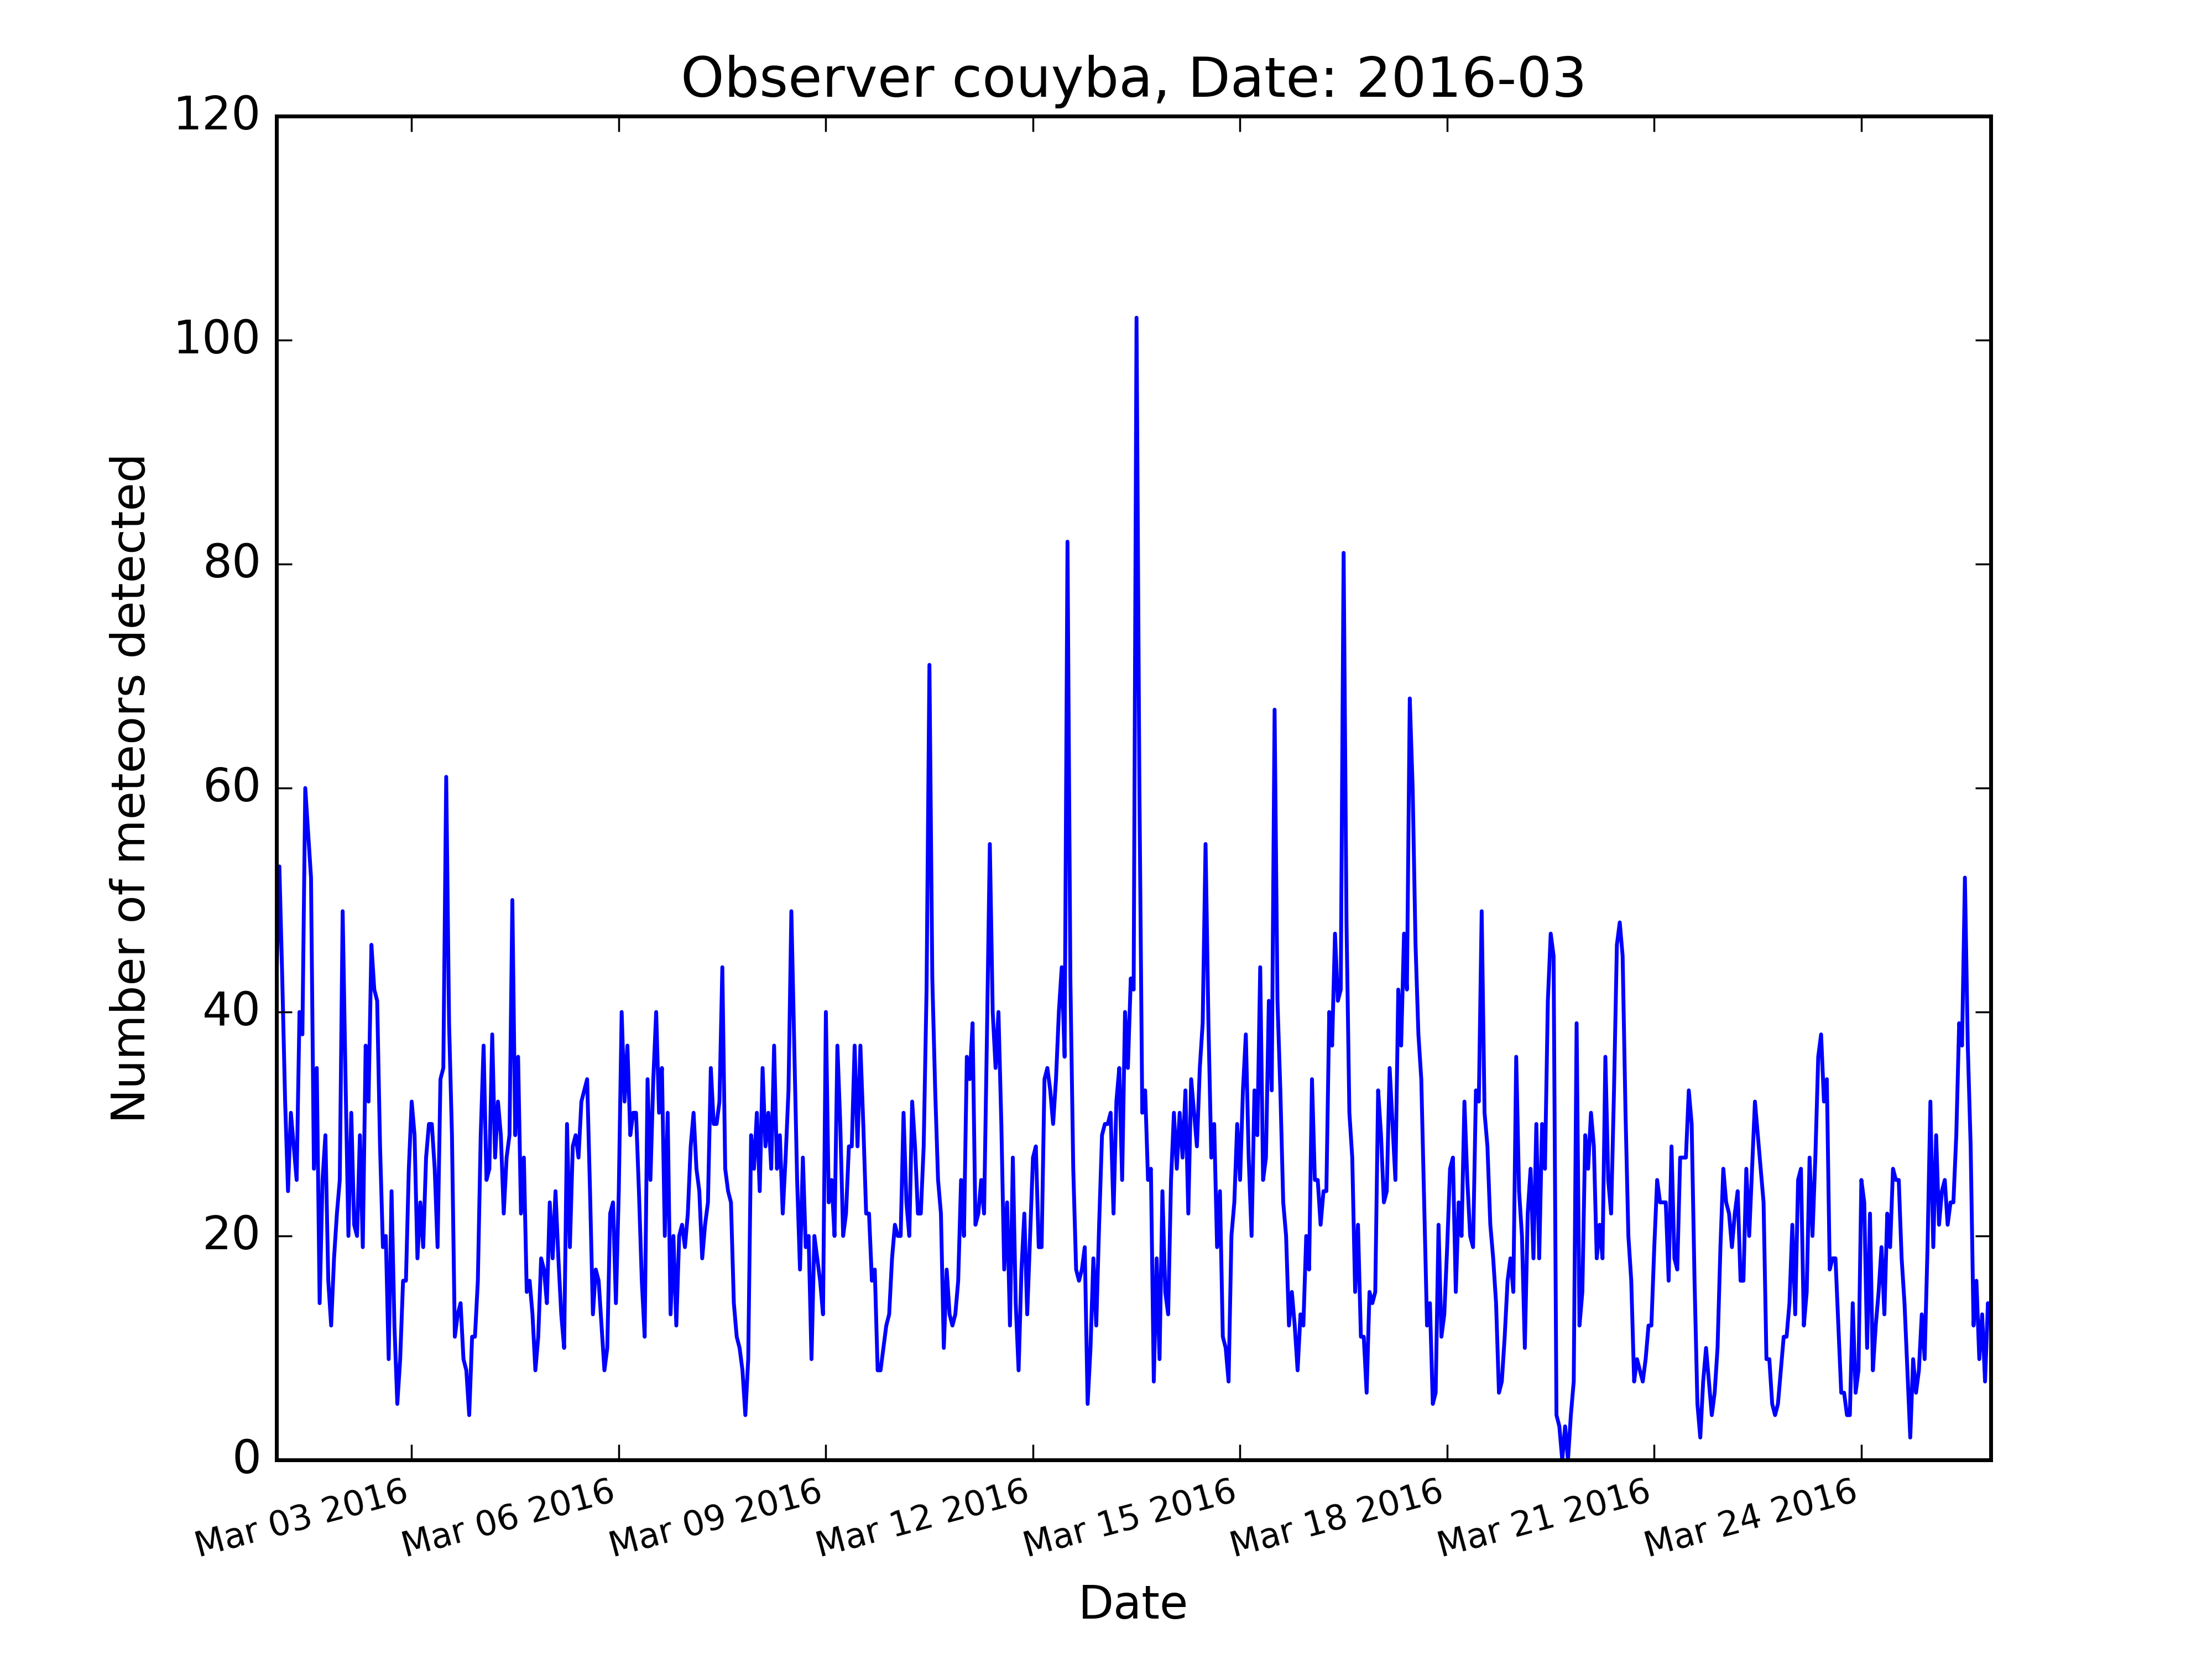 Observer couyba, Date: 2016-03
120
100
80
60
40
20
0
Number of meteors detected
Mar 03 2016
Mar 06 2016
Mar 09 2016
Mar 12 2016
Mar 15 2016
Mar 18 2016
Mar 21 2016
Mar 24 2016
Date